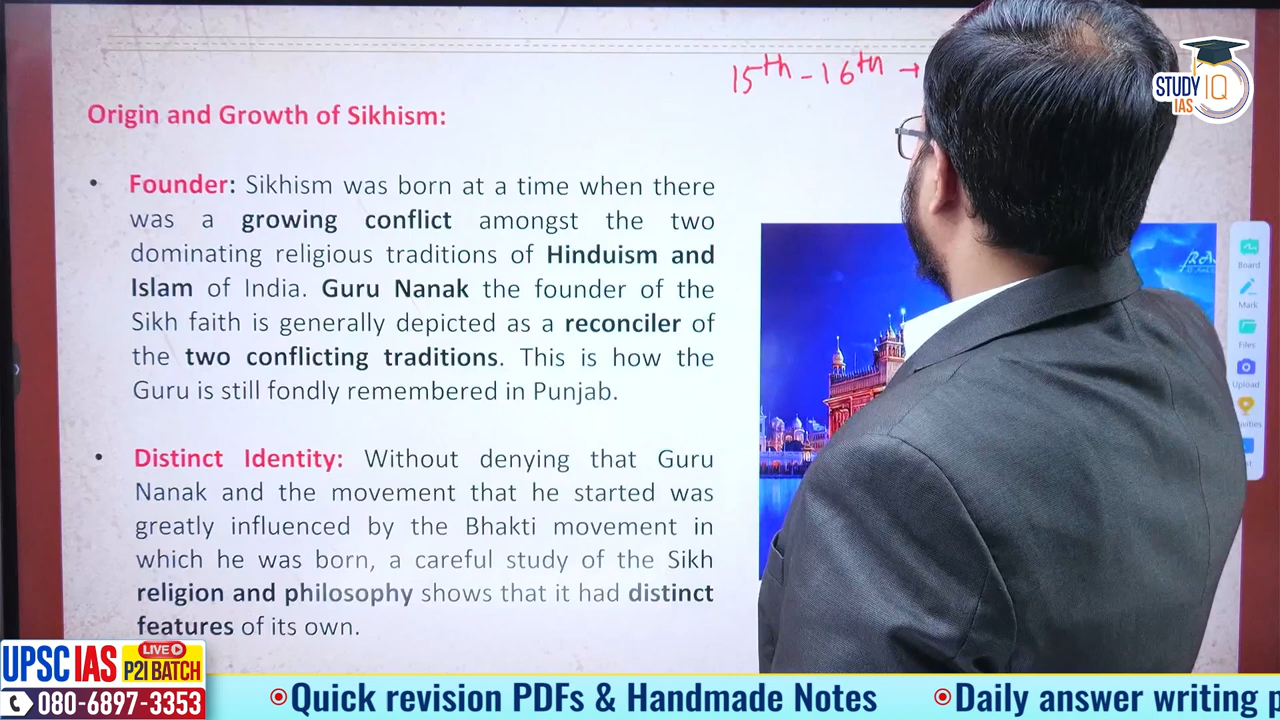 15th - 16th →
STUDY IQ
IAS
Origin and Growth of Sikhism:
• Founder: Sikhism was born at a time when there
was a growing conflict amongst the two
dominating religious traditions of Hinduism and
Islam of India. Guru Nanak the founder of the
Sikh faith is generally depicted as a reconciler of
the two conflicting traditions. This is how the
Guru is still fondly remembered in Punjab.
• Distinct Identity: Without denying that Guru
Nanak and the movement that he started was
greatly influenced by the Bhakti movement in
which he was born, a careful study of the Sikh
religion and philosophy shows that it had distinct
features of its own.
Board
Mark
Files
Upload
UPSC IAS LIVE
P2I BATCH
080-6897-3353
Quick revision PDFs & Handmade Notes
Daily answer writing p